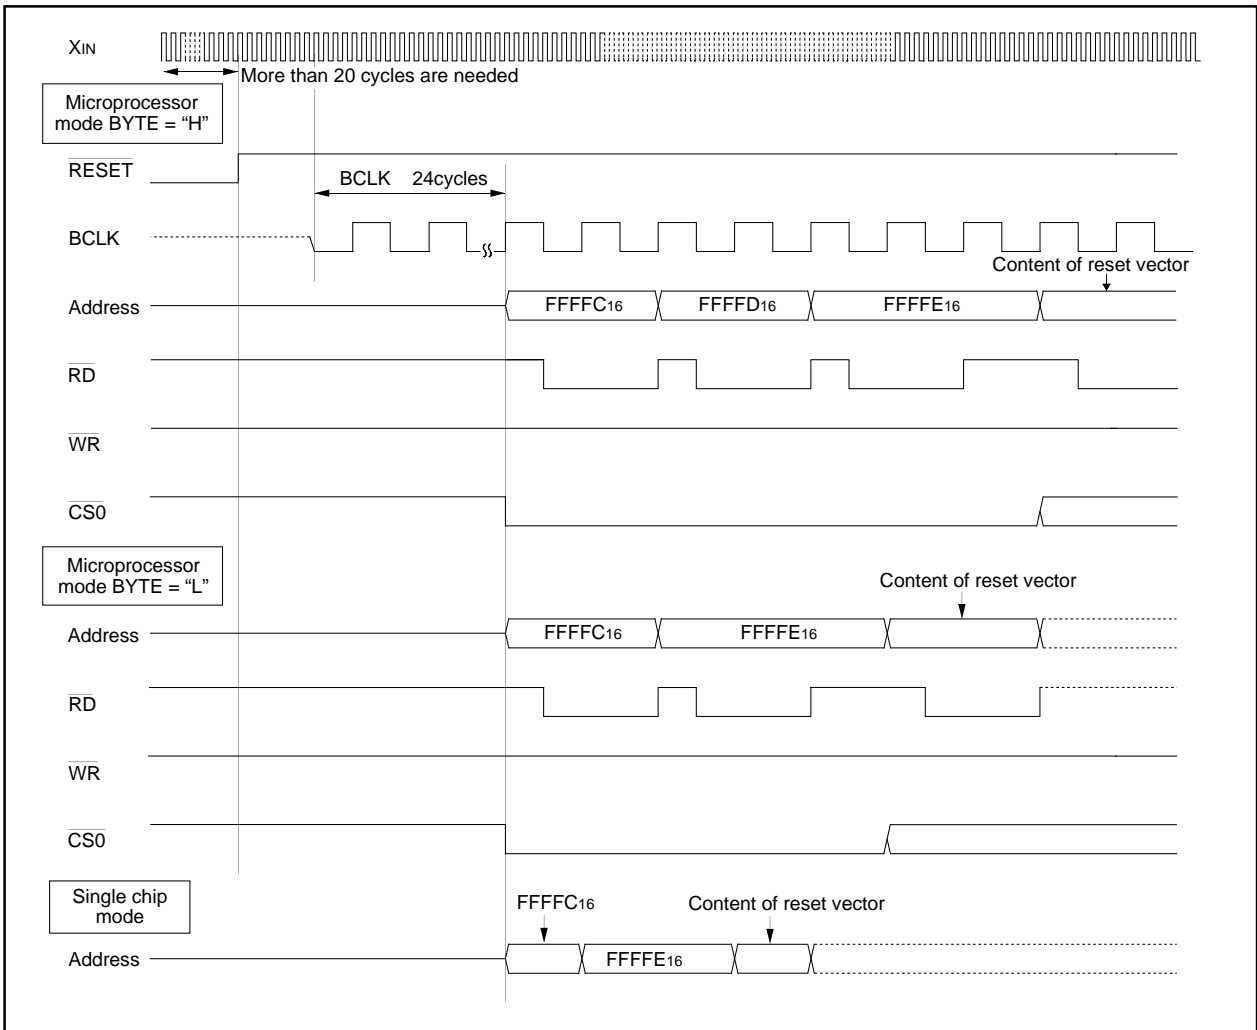 XIN
More than 20 cycles are needed
Microprocessor
mode BYTE = “H”
RESET
BCLK 24cycles
BCLK
Content of reset vector
Address
FFFFC16
FFFFD16
FFFFE16
RD
WR
CS0
Microprocessor
mode BYTE = “L”
Content of reset vector
Address
FFFFC16
FFFFE16
RD
WR
CS0
Single chip
mode
FFFFC16
Content of reset vector
Address
FFFFE16